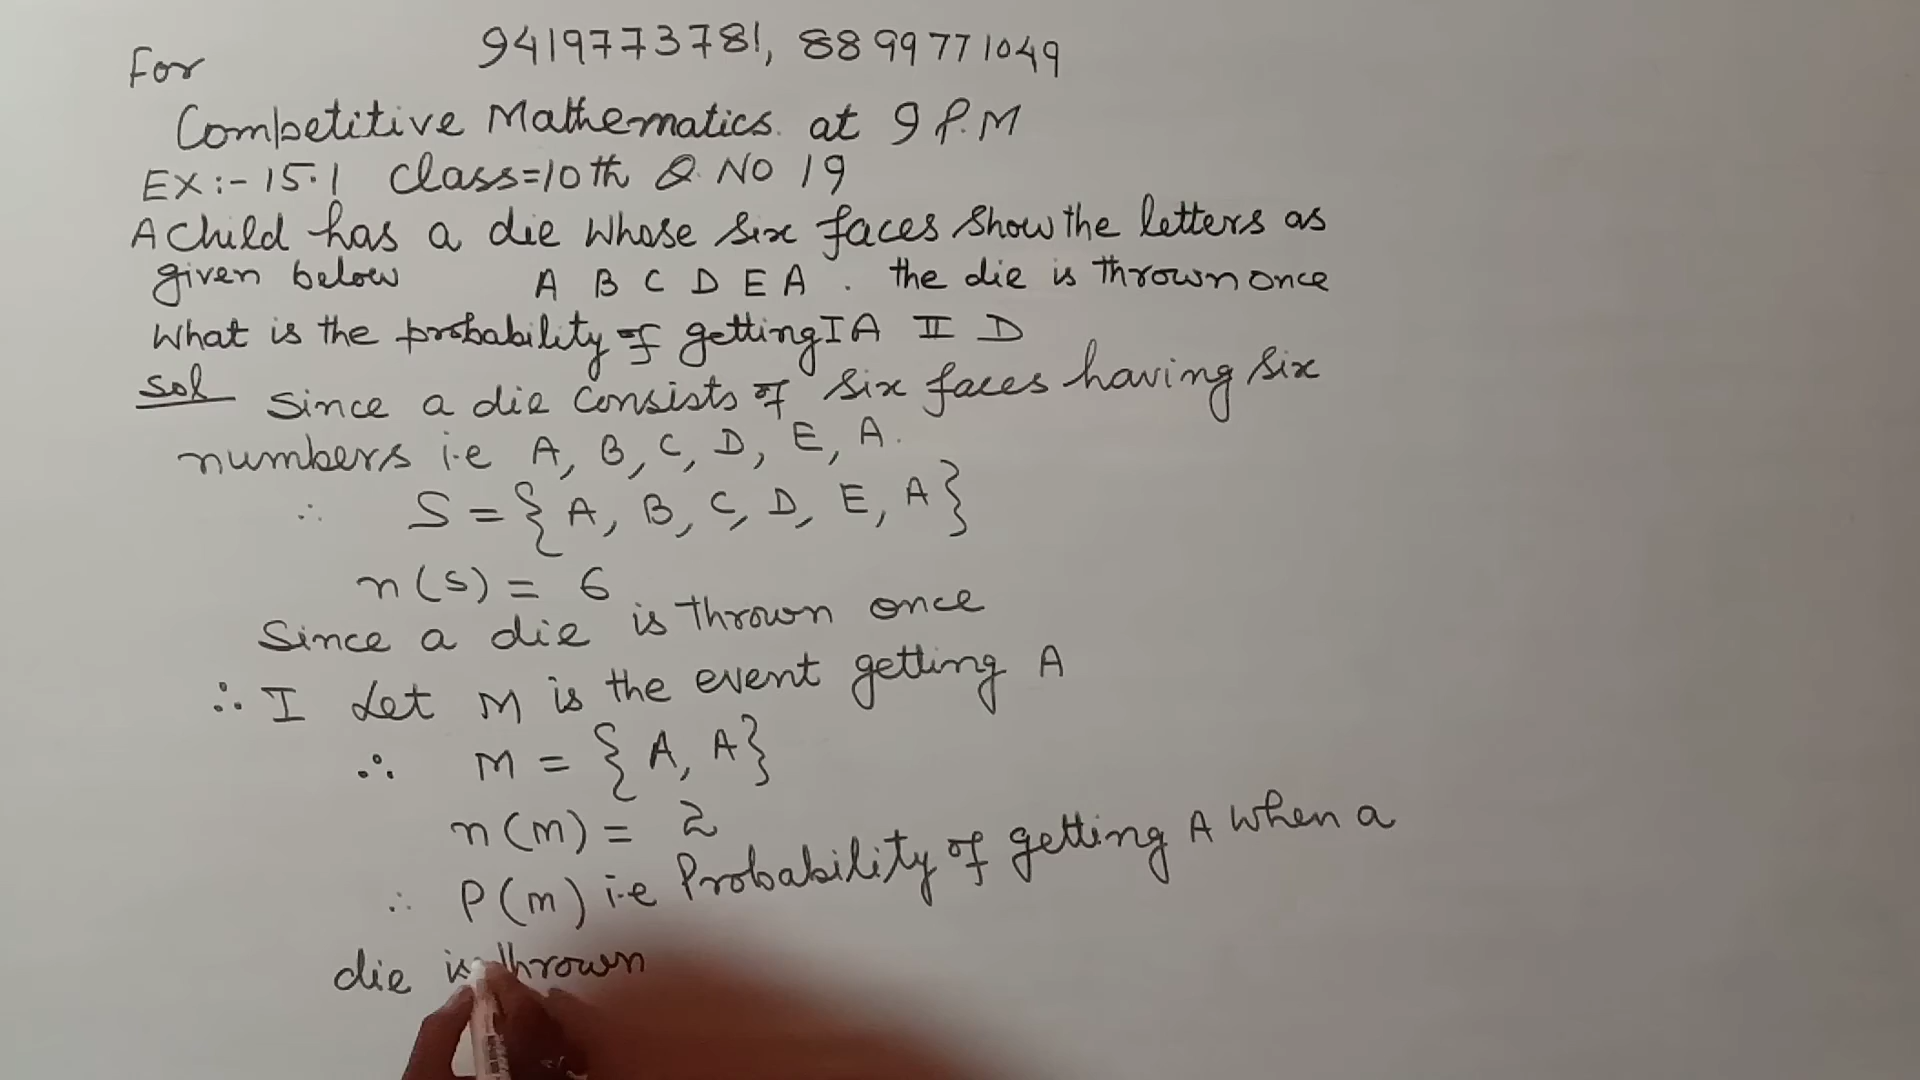 For 9419773781, 8899771049
Competitive Mathematics. at 9 P.M
EX:-15.1 Class=10th Q. NO 19
A Child has a die whose six faces show the letters as
given below A B C D E A . the die is thrown once
What is the probability of getting I A II D
Sol Since a die consists of six faces having six
numbers i.e A, B, C, D, E, A.
∴ S = { A, B, C, D, E, A }
n(s) = 6
Since a die is thrown once
∴ I Let M is the event getting A
∴ M = { A, A }
n(m) = 2
∴ P(m) i.e Probability of getting A when a
die is thrown